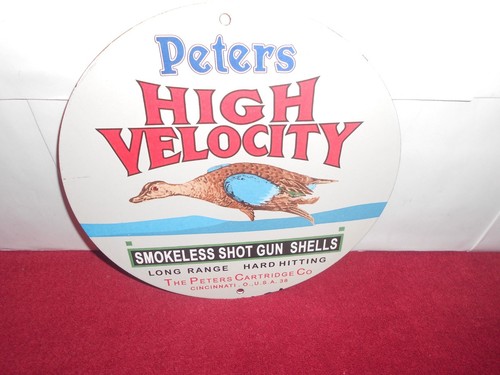 Peters
HIGH
VELOCITY
SMOKELESS SHOT GUN SHELLS
LONG RANGE HARD HITTING
THE PETERS CARTRIDGE CO
CINCINNATI, O., U.S.A. 38